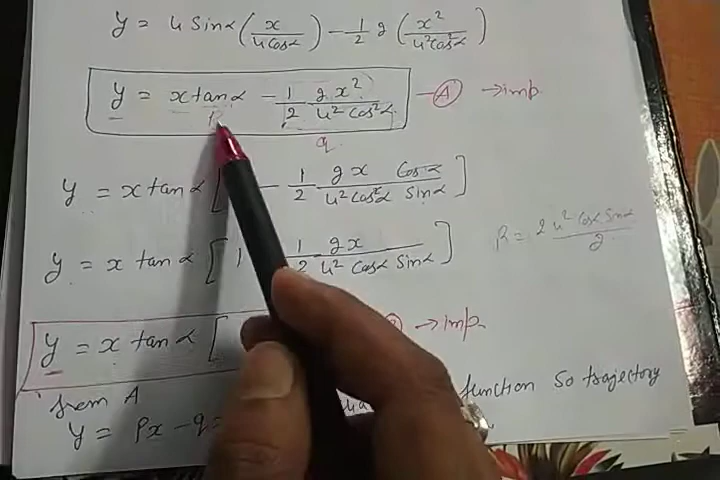 y = u Sinα (x/uCosα) - 1/2 g (x²/u²Cos²α)
y = x tanα - 1/2 gx²/u²Cos²α - A → imp.
P q
y = x tanα [ - 1/2 gx/u²Cos²α Cosα/Sinα ]
y = x tanα [ 1 1/2 gx/u² Cosα Sinα ]
R = 2u² Cosα Sinα/g
y = x tanα [ → imp.
from A function So trajectory
y = Px - q